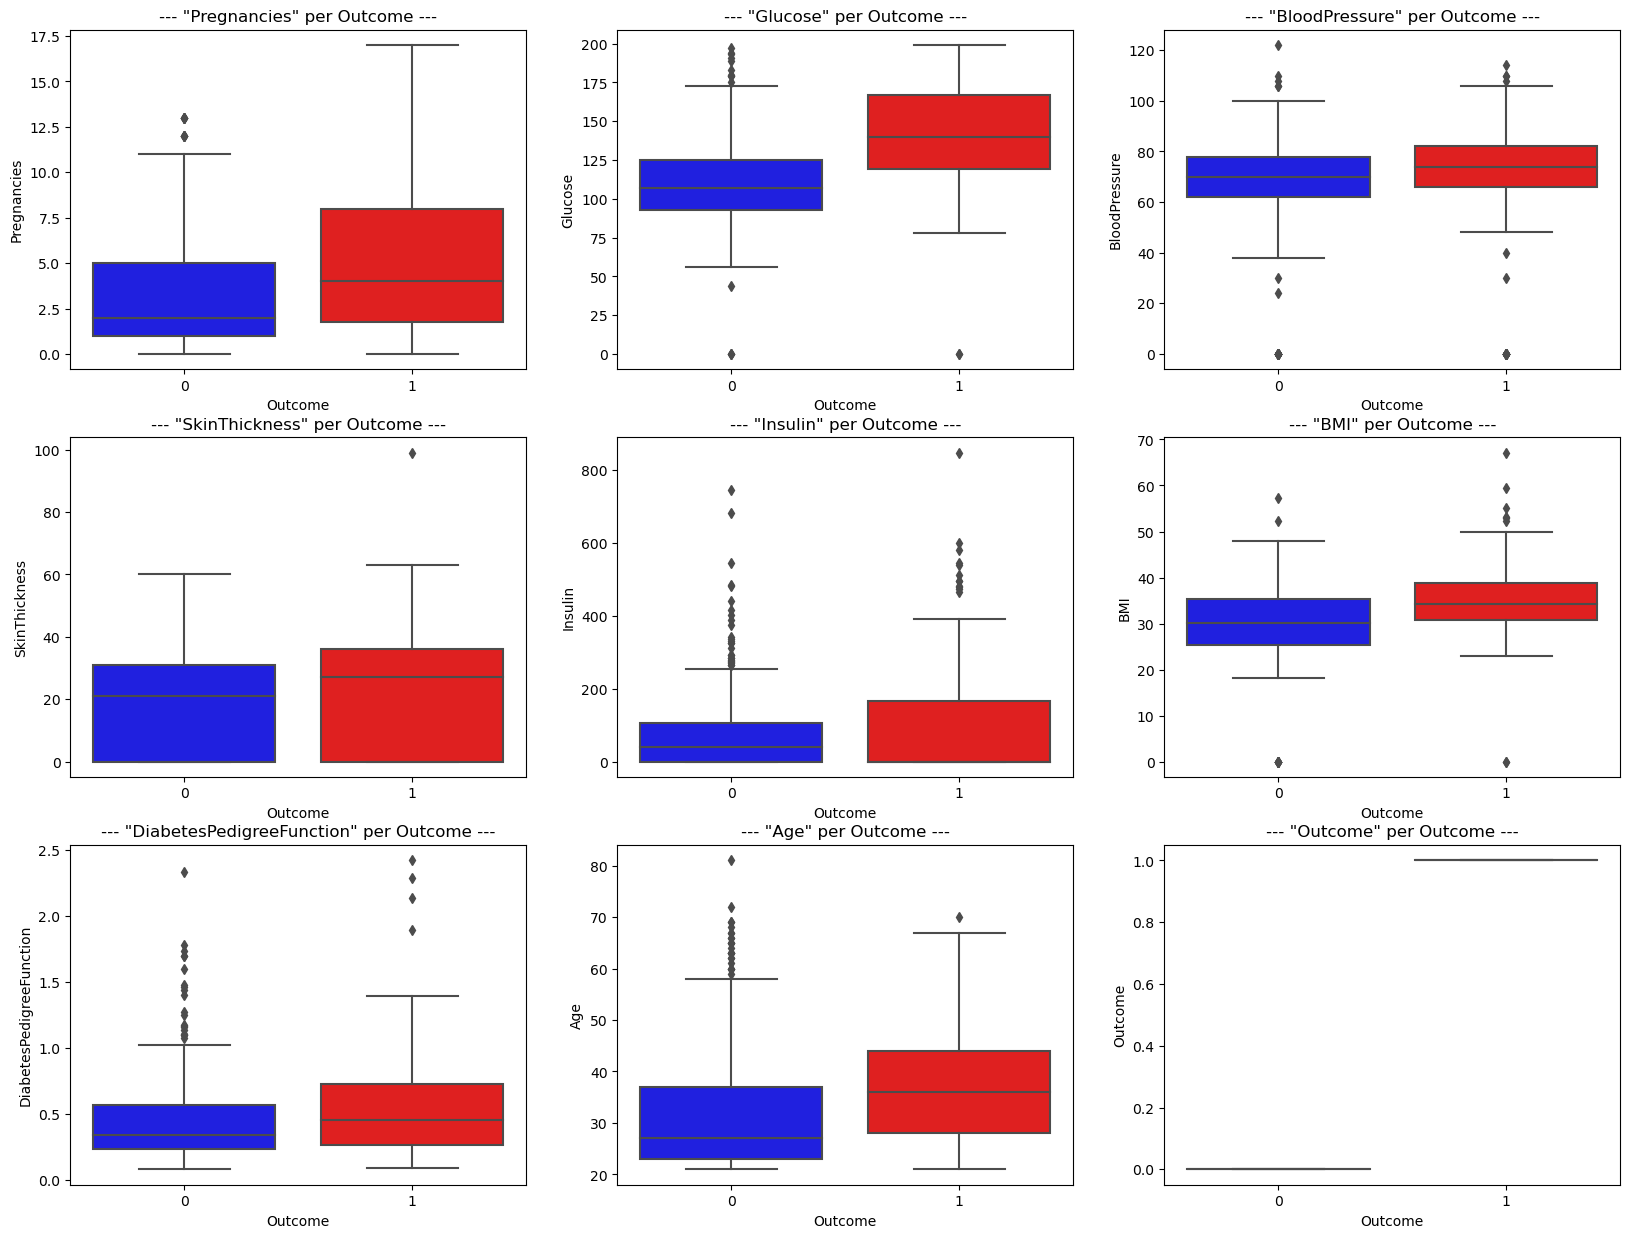 --- "Pregnancies" per Outcome ---
17.5
15.0
12.5
10.0
7.5
5.0
2.5
0.0
Pregnancies
0 1
Outcome
--- "Glucose" per Outcome ---
200
175
150
125
100
75
50
25
0
Glucose
0 1
Outcome
--- "BloodPressure" per Outcome ---
120
100
80
60
40
20
0
BloodPressure
0 1
Outcome
--- "SkinThickness" per Outcome ---
100
80
60
40
20
0
SkinThickness
0 1
Outcome
--- "Insulin" per Outcome ---
800
600
400
200
0
Insulin
0 1
Outcome
--- "BMI" per Outcome ---
70
60
50
40
30
20
10
0
BMI
0 1
Outcome
--- "DiabetesPedigreeFunction" per Outcome ---
2.5
2.0
1.5
1.0
0.5
0.0
DiabetesPedigreeFunction
0 1
Outcome
--- "Age" per Outcome ---
80
70
60
50
40
30
20
Age
0 1
Outcome
--- "Outcome" per Outcome ---
1.0
0.8
0.6
0.4
0.2
0.0
Outcome
0 1
Outcome